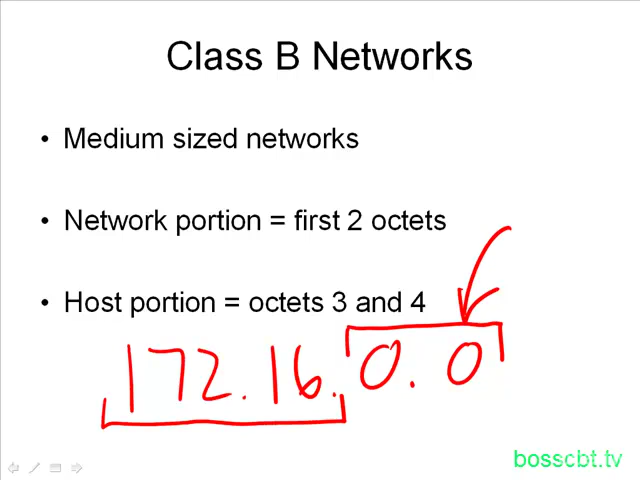 Class B Networks
• Medium sized networks
• Network portion = first 2 octets
• Host portion = octets 3 and 4
172.16.0.0
bosscbt.tv